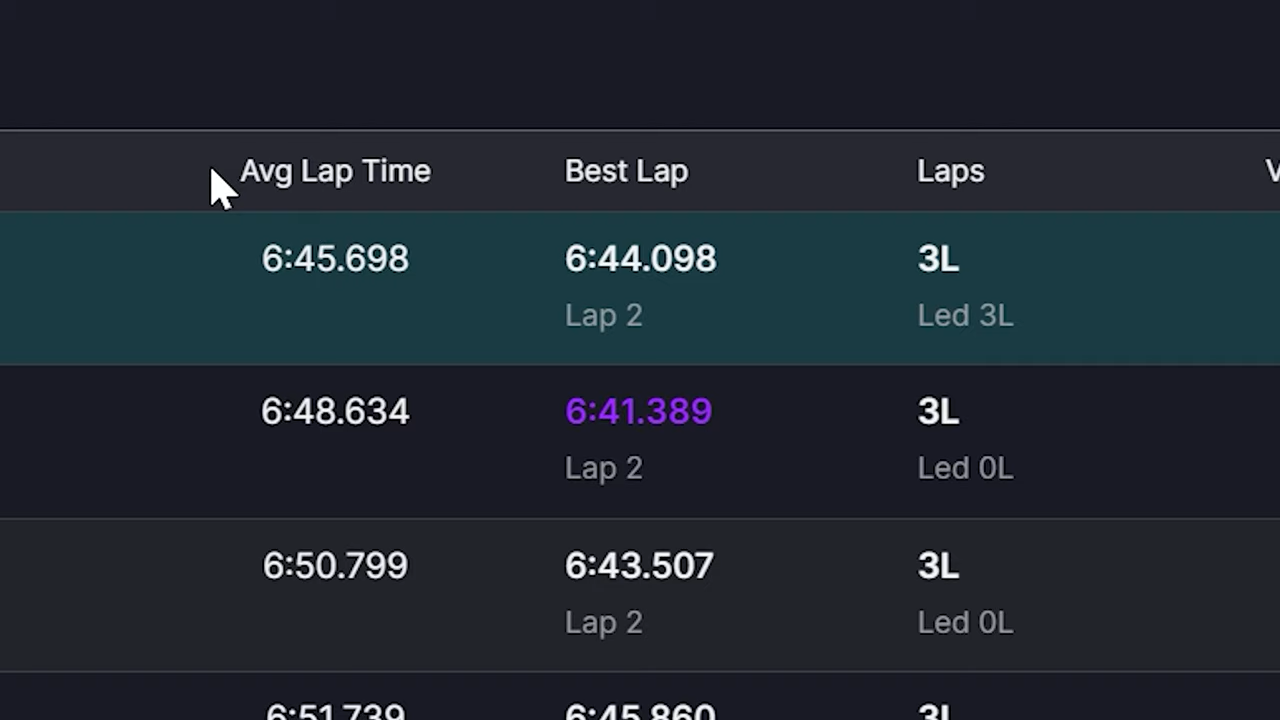 Avg Lap Time Best Lap Laps V
6:45.698 6:44.098 3L
Lap 2 Led 3L
6:48.634 6:41.389 3L
Lap 2 Led 0L
6:50.799 6:43.507 3L
Lap 2 Led 0L
6:51.739 6:45.860 3L